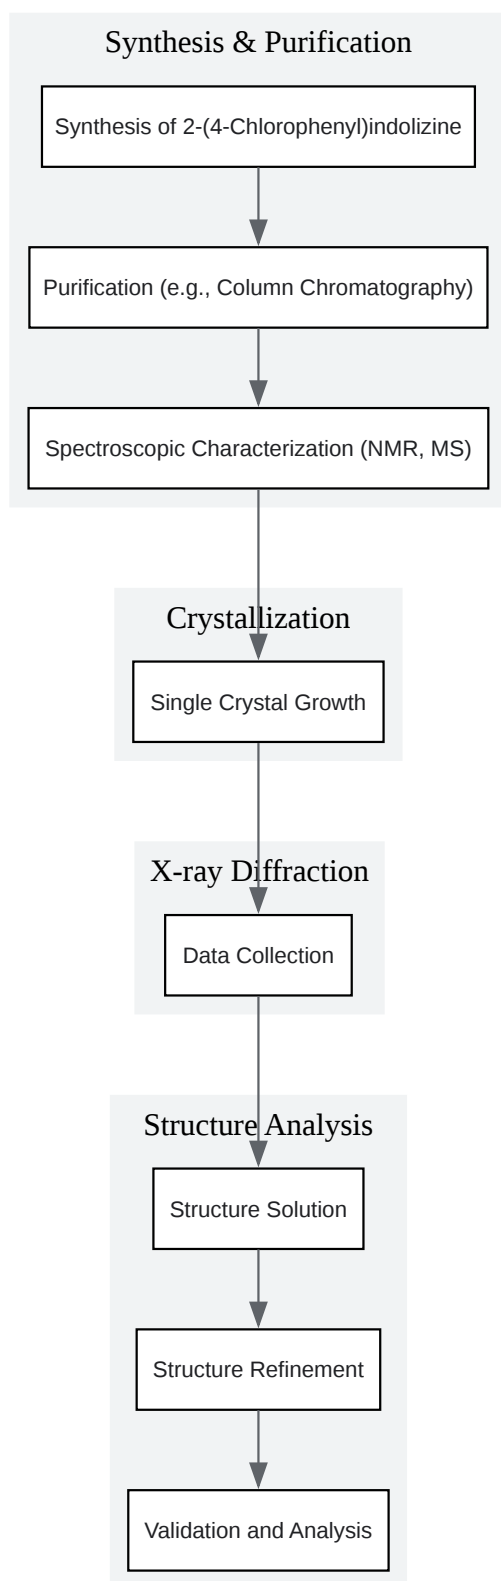 Synthesis & Purification
Synthesis of 2-(4-Chlorophenyl)indolizine
Purification (e.g., Column Chromatography)
Spectroscopic Characterization (NMR, MS)
Crystallization
Single Crystal Growth
X-ray Diffraction
Data Collection
Structure Analysis
Structure Solution
Structure Refinement
Validation and Analysis